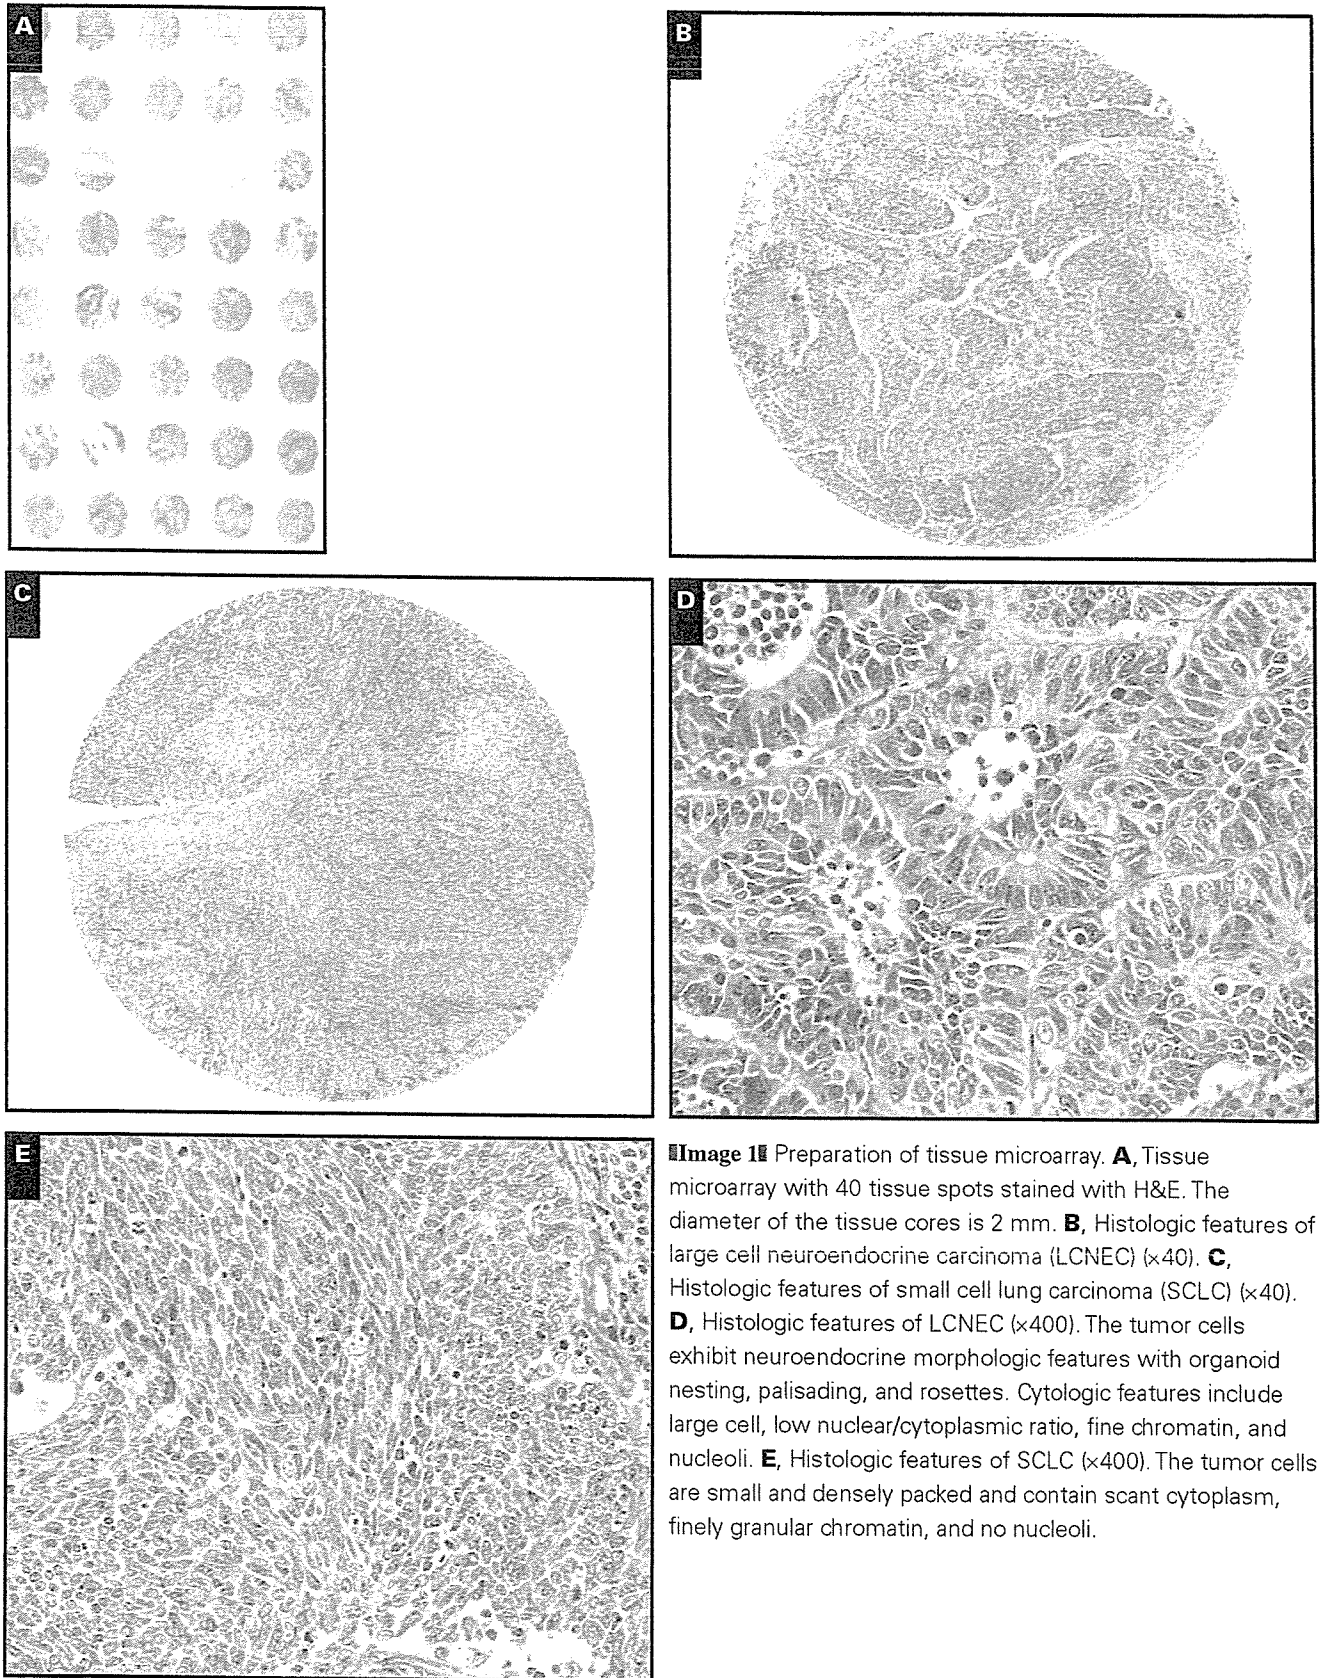 A
B
C
D
E
Image 1 Preparation of tissue microarray. A, Tissue
microarray with 40 tissue spots stained with H&E. The
diameter of the tissue cores is 2 mm. B, Histologic features of
large cell neuroendocrine carcinoma (LCNEC) (×40). C,
Histologic features of small cell lung carcinoma (SCLC) (×40).
D, Histologic features of LCNEC (×400). The tumor cells
exhibit neuroendocrine morphologic features with organoid
nesting, palisading, and rosettes. Cytologic features include
large cell, low nuclear/cytoplasmic ratio, fine chromatin, and
nucleoli. E, Histologic features of SCLC (×400). The tumor cells
are small and densely packed and contain scant cytoplasm,
finely granular chromatin, and no nucleoli.